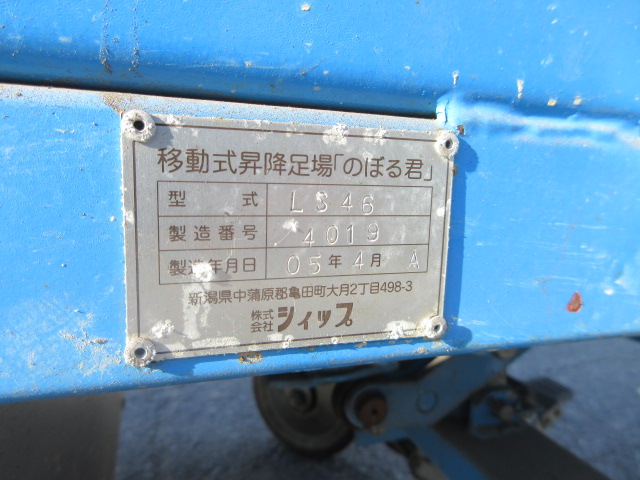 移動式昇降足場「のぼる君」
型式 LS46
製造番号 4019
製造年月日 05年4月 A
新潟県中蒲原郡亀田町大月2丁目498-3
株式会社シィップ